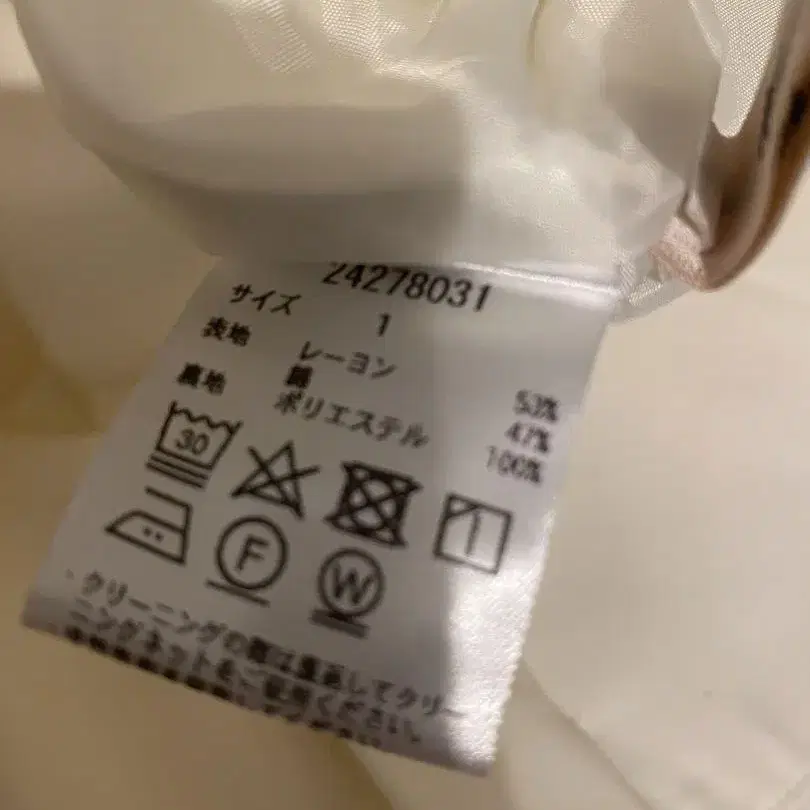 24278031
サイズ 1
表地 レーヨン 53%
綿 47%
裏地 ポリエステル 100%
30
F
W
・クリーニングの際は裏返してクリー
ニングネットをご使用ください。